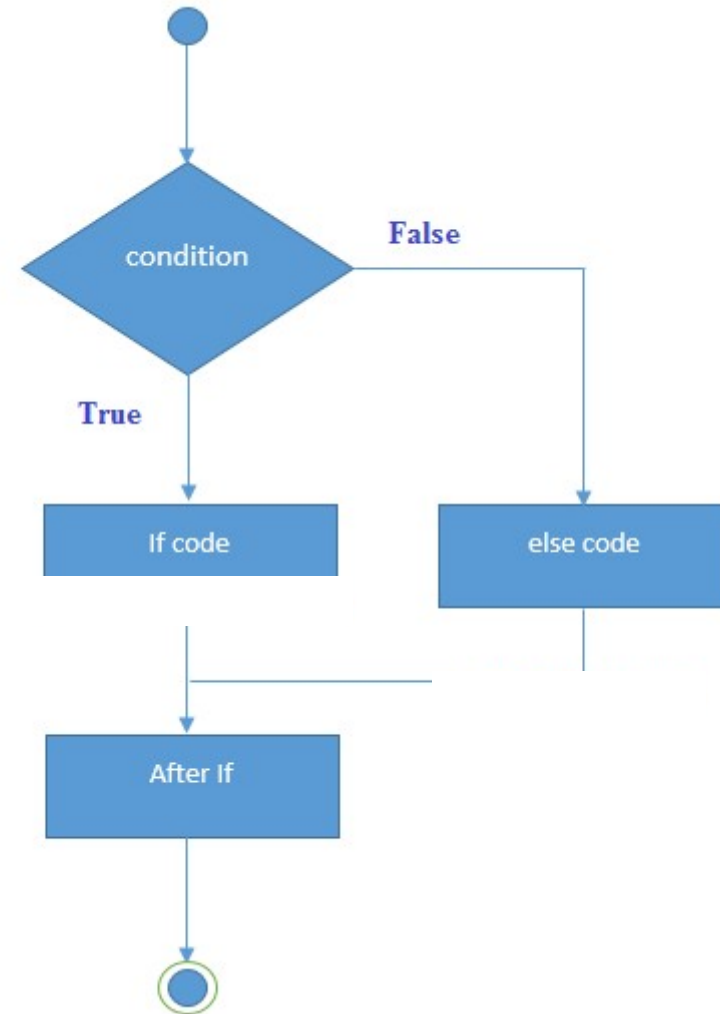 condition
False
True
If code
else code
After If